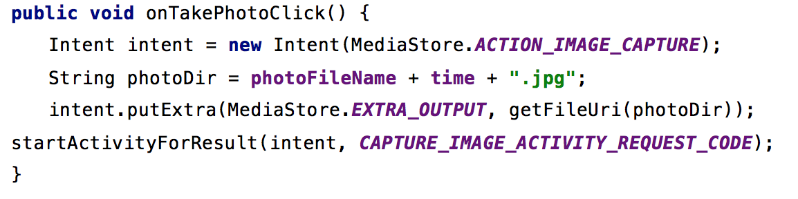 public void onTakePhotoClick() {
Intent intent = new Intent(MediaStore.ACTION_IMAGE_CAPTURE);
String photoDir = photoFileName + time + ".jpg";
intent.putExtra(MediaStore.EXTRA_OUTPUT, getFileUri(photoDir));
startActivityForResult(intent, CAPTURE_IMAGE_ACTIVITY_REQUEST_CODE);
}